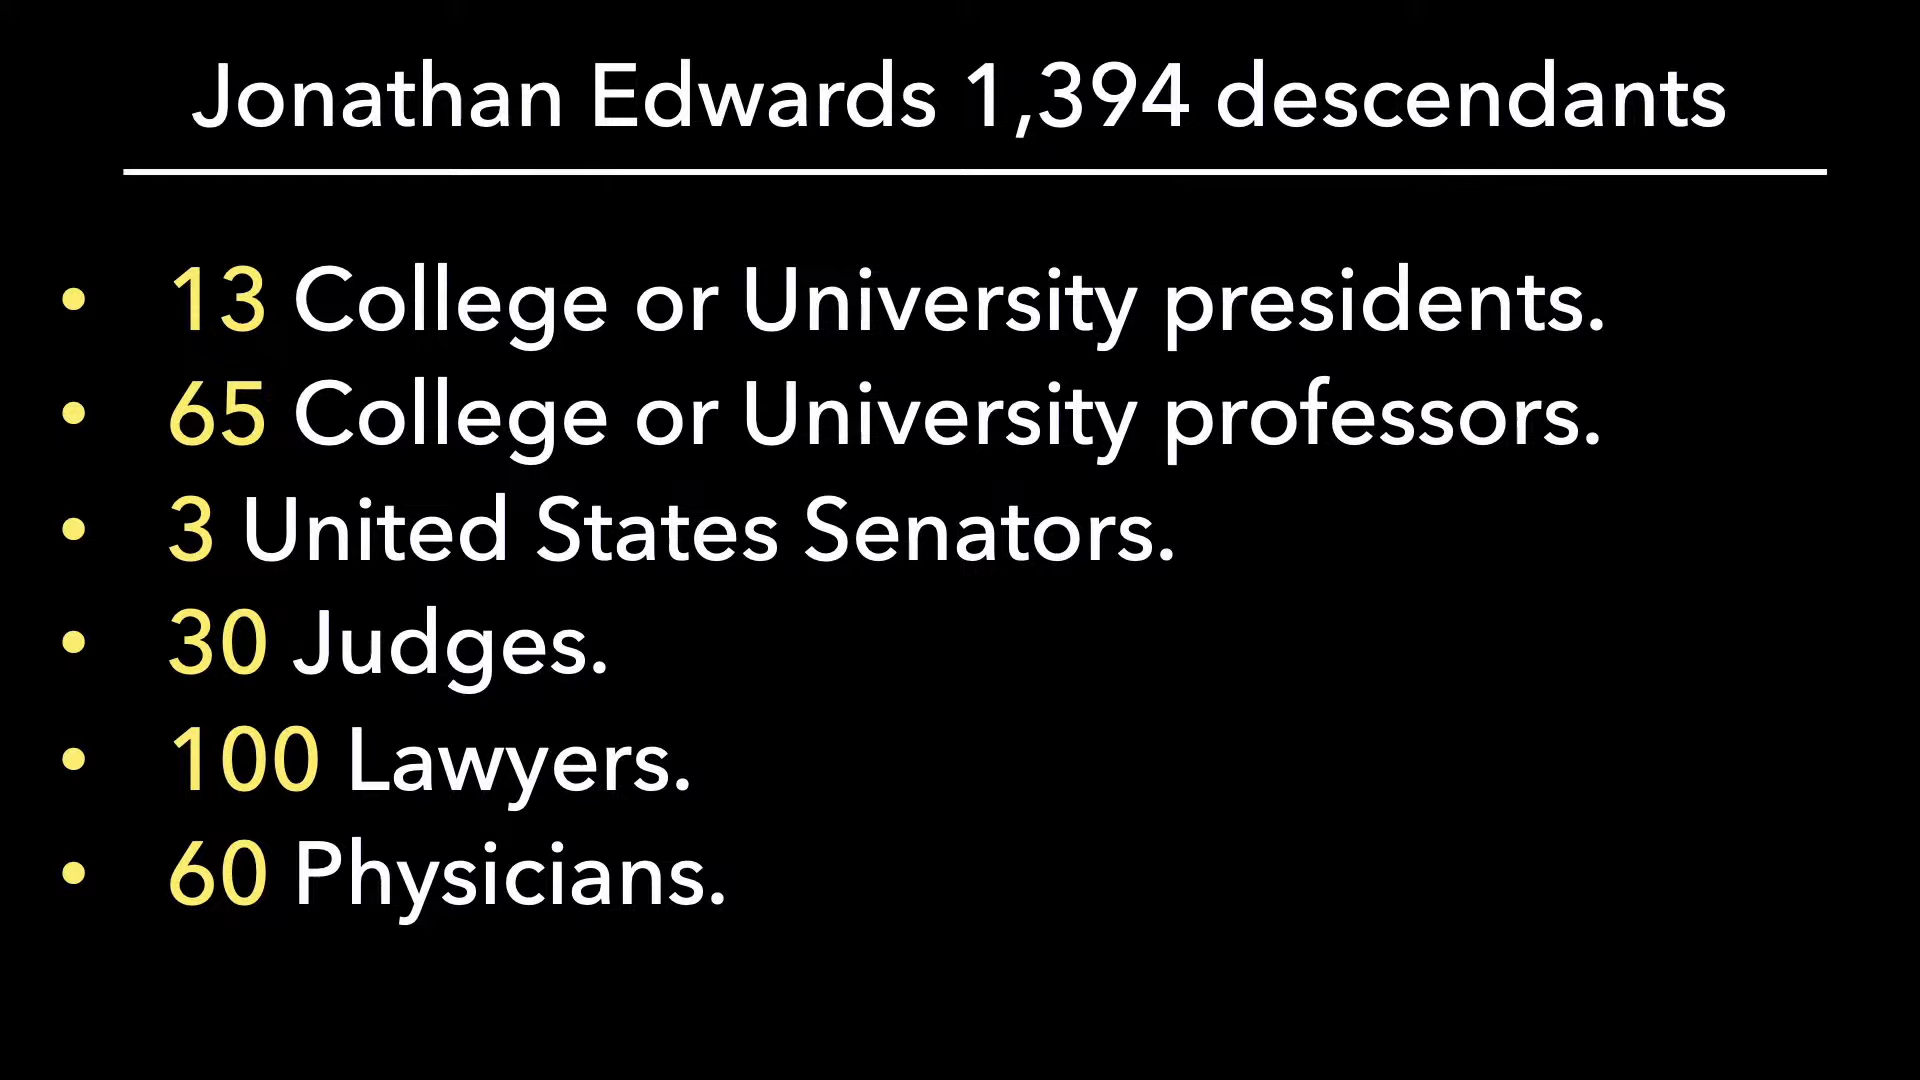 Jonathan Edwards 1,394 descendants
• 13 College or University presidents.
• 65 College or University professors.
• 3 United States Senators.
• 30 Judges.
• 100 Lawyers.
• 60 Physicians.